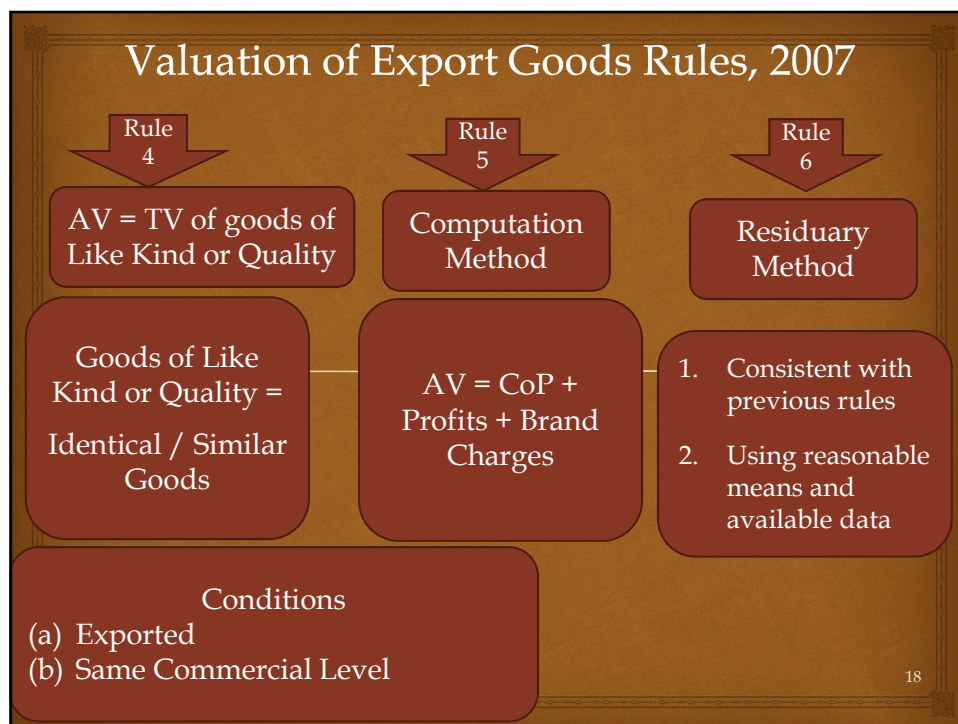 Valuation of Export Goods Rules, 2007
Rule
4
AV = TV of goods of
Like Kind or Quality
Goods of Like
Kind or Quality =
Identical / Similar
Goods
Conditions
(a) Exported
(b) Same Commercial Level
Rule
5
Computation
Method
AV = CoP +
Profits + Brand
Charges
Rule
6
Residuary
Method
1. Consistent with
previous rules
2. Using reasonable
means and
available data
18